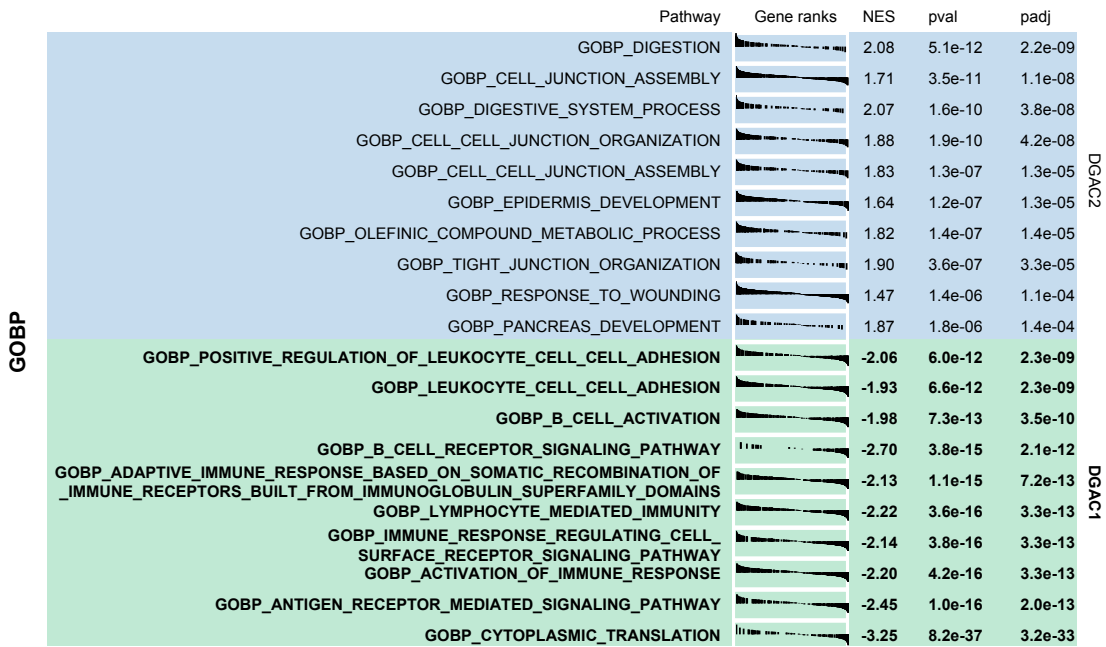 Pathway Gene ranks NES pval padj
GOBP_DIGESTION 2.08 5.1e-12 2.2e-09
GOBP_CELL_JUNCTION_ASSEMBLY 1.71 3.5e-11 1.1e-08
GOBP_DIGESTIVE_SYSTEM_PROCESS 2.07 1.6e-10 3.8e-08
GOBP_CELL_CELL_JUNCTION_ORGANIZATION 1.88 1.9e-10 4.2e-08
GOBP_CELL_CELL_JUNCTION_ASSEMBLY 1.83 1.3e-07 1.3e-05
GOBP_EPIDERMIS_DEVELOPMENT 1.64 1.2e-07 1.3e-05
GOBP_OLEFINIC_COMPOUND_METABOLIC_PROCESS 1.82 1.4e-07 1.4e-05
GOBP_TIGHT_JUNCTION_ORGANIZATION 1.90 3.6e-07 3.3e-05
GOBP_RESPONSE_TO_WOUNDING 1.47 1.4e-06 1.1e-04
GOBP_PANCREAS_DEVELOPMENT 1.87 1.8e-06 1.4e-04
DGAC2
GOBP
GOBP_POSITIVE_REGULATION_OF_LEUKOCYTE_CELL_CELL_ADHESION -2.06 6.0e-12 2.3e-09
GOBP_LEUKOCYTE_CELL_CELL_ADHESION -1.93 6.6e-12 2.3e-09
GOBP_B_CELL_ACTIVATION -1.98 7.3e-13 3.5e-10
GOBP_B_CELL_RECEPTOR_SIGNALING_PATHWAY -2.70 3.8e-15 2.1e-12
GOBP_ADAPTIVE_IMMUNE_RESPONSE_BASED_ON_SOMATIC_RECOMBINATION_OF
_IMMUNE_RECEPTORS_BUILT_FROM_IMMUNOGLOBULIN_SUPERFAMILY_DOMAINS -2.13 1.1e-15 7.2e-13
GOBP_LYMPHOCYTE_MEDIATED_IMMUNITY -2.22 3.6e-16 3.3e-13
GOBP_IMMUNE_RESPONSE_REGULATING_CELL_
SURFACE_RECEPTOR_SIGNALING_PATHWAY -2.14 3.8e-16 3.3e-13
GOBP_ACTIVATION_OF_IMMUNE_RESPONSE -2.20 4.2e-16 3.3e-13
GOBP_ANTIGEN_RECEPTOR_MEDIATED_SIGNALING_PATHWAY -2.45 1.0e-16 2.0e-13
GOBP_CYTOPLASMIC_TRANSLATION -3.25 8.2e-37 3.2e-33
DGAC1